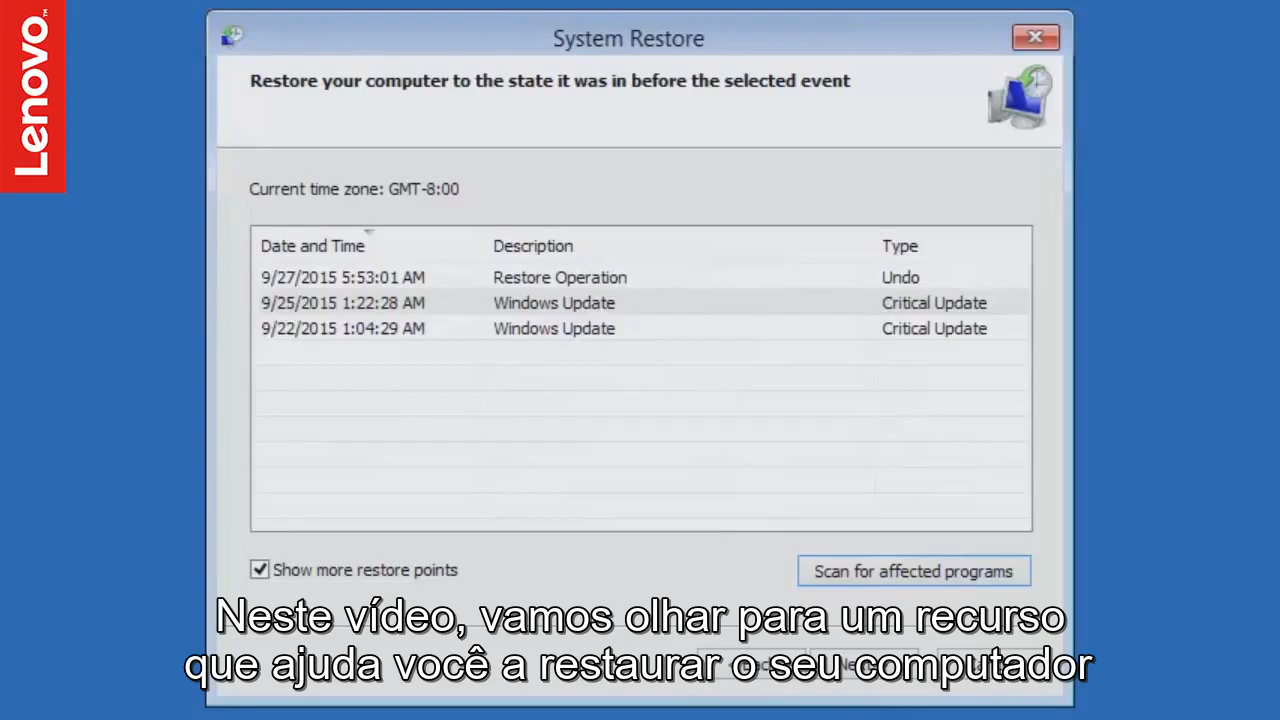 Lenovo™
System Restore
Restore your computer to the state it was in before the selected event
Current time zone: GMT-8:00
Date and Time Description Type
9/27/2015 5:53:01 AM Restore Operation Undo
9/25/2015 1:22:28 AM Windows Update Critical Update
9/22/2015 1:04:29 AM Windows Update Critical Update
Show more restore points Scan for affected programs
Neste vídeo, vamos olhar para um recurso
que ajuda você a restaurar o seu computador